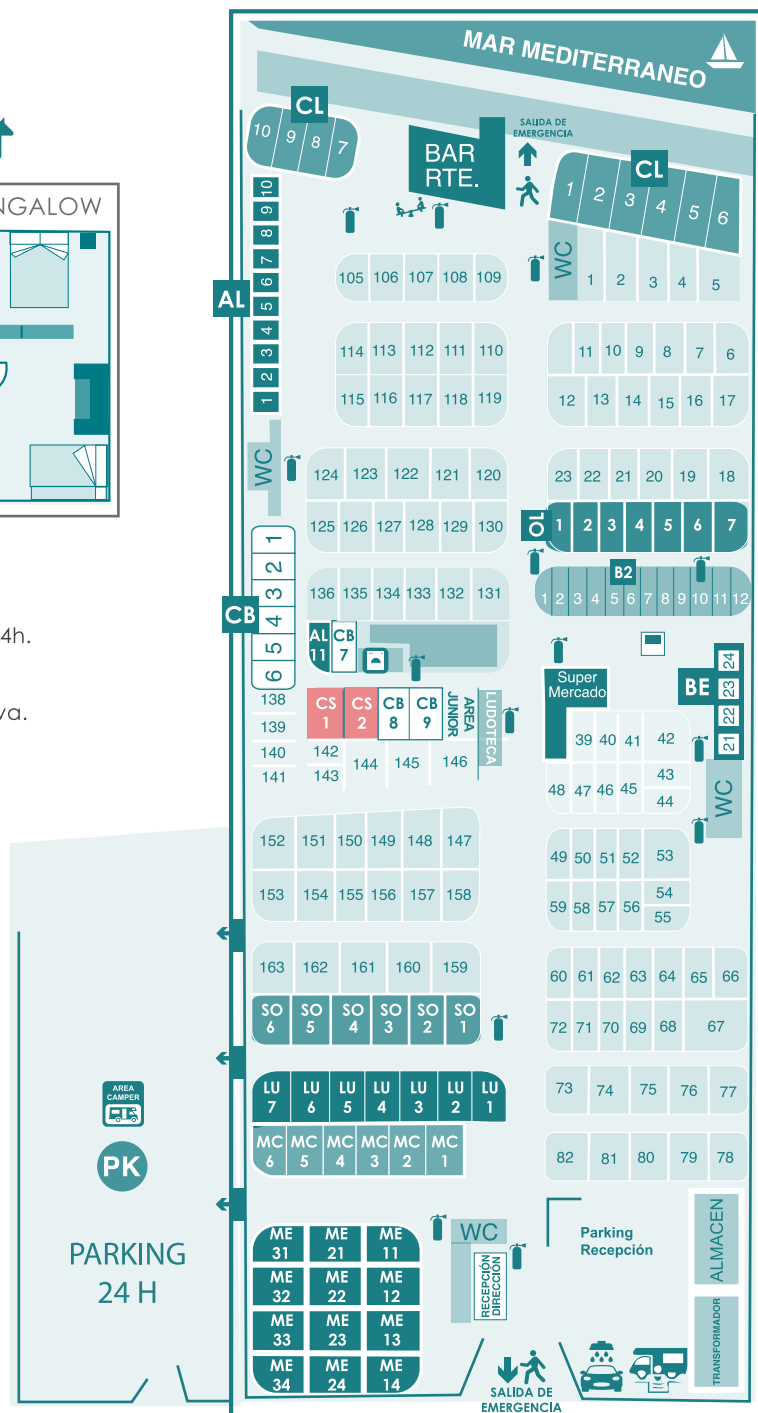 MAR MEDITERRANEO
CL
10 9 8 7
BAR
RTE.
SALIDA DE
EMERGENCIA
CL
1 2 3 4 5 6
WC
1 2 3 4 5
NGALOW
AL
10
9
8
7
6
5
4
3
2
1
105 106 107 108 109
114 113 112 111 110
115 116 117 118 119
11 10 9 8 7 6
12 13 14 15 16 17
WC
124 123 122 121 120
125 126 127 128 129 130
23 22 21 20 19 18
OL
1 2 3 4 5 6 7
B2
1 2 3 4 5 6 7 8 9 10 11 12
CB
1
2
3
4
5
6
136 135 134 133 132 131
AL
11
CB
7
4h.
va.
138
139
140
141
CS
1
CS
2
CB
8
CB
9
AREA
JUNIOR
LUDOTECA
142
143
144 145 146
Super
Mercado
BE
24
23
22
21
WC
39 40 41 42
43
44
48 47 46 45
152 151 150 149 148 147
153 154 155 156 157 158
49 50 51 52 53
54
55
59 58 57 56
163 162 161 160 159
SO
6
SO
5
SO
4
SO
3
SO
2
SO
1
60 61 62 63 64 65 66
72 71 70 69 68 67
LU
7
LU
6
LU
5
LU
4
LU
3
LU
2
LU
1
MC
6
MC
5
MC
4
MC
3
MC
2
MC
1
73 74 75 76 77
82 81 80 79 78
AREA
CAMPER
PK
PARKING
24 H
ME
31
ME
21
ME
11
ME
32
ME
22
ME
12
ME
33
ME
23
ME
13
ME
34
ME
24
ME
14
WC
RECEPCIÓN
DIRECCIÓN
Parking
Recepción
ALMACEN
TRANSFORMADOR
SALIDA DE
EMERGENCIA